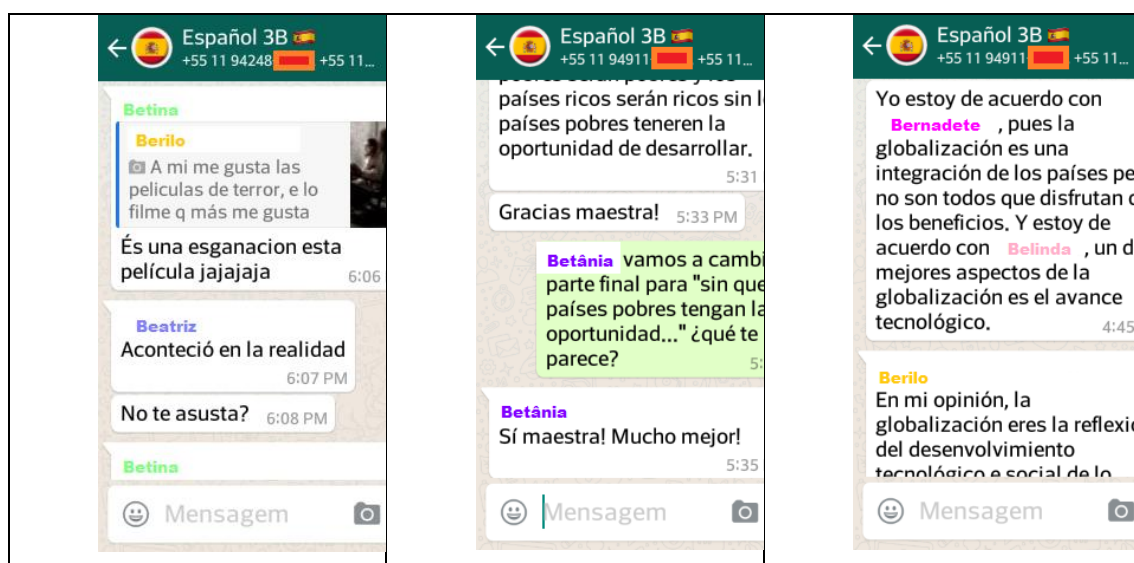 Español 3B
+55 11 94248 +55 11...
Betina
Berilo
A mi me gusta las
peliculas de terror, e lo
filme q más me gusta
És una esganacion esta
película jajajaja
6:06
Beatriz
Aconteció en la realidad
6:07 PM
No te asusta? 6:08 PM
Betina
Mensagem
Español 3B
+55 11 94911 +55 11...
países ricos serán ricos sin l
países pobres teneren la
oportunidad de desarrollar.
5:31
Gracias maestra! 5:33 PM
Betânia vamos a cambi
parte final para "sin que
países pobres tengan la
oportunidad..." ¿qué te
parece?
5:
Betânia
Sí maestra! Mucho mejor!
5:35
Mensagem
Español 3B
+55 11 94911 +55 11...
Yo estoy de acuerdo con
Bernadete , pues la
globalización es una
integración de los países pe
no son todos que disfrutan
los beneficios. Y estoy de
acuerdo con Belinda , un d
mejores aspectos de la
globalización es el avance
tecnológico.
4:45
Berilo
En mi opinión, la
globalización eres la reflexi
del desenvolvimiento
tecnológico e social de lo
Mensagem